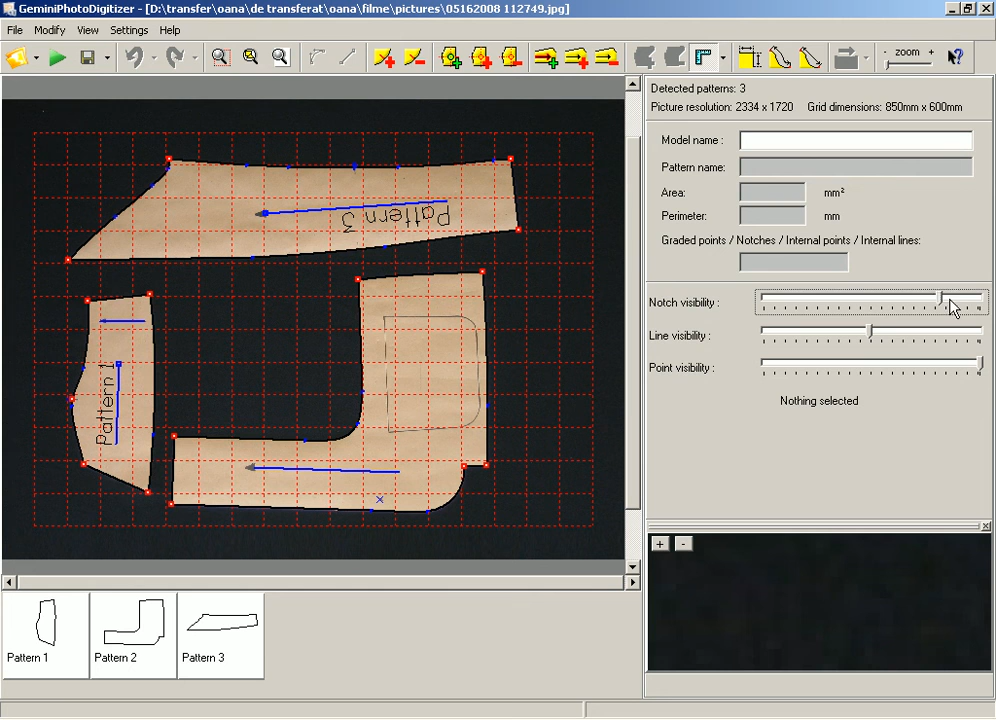 GeminiPhotoDigitizer - [D:\transfer\oana\de transferat\oana\filme\pictures\05162008 112749.jpg]
File Modify View Settings Help
- zoom +
Detected patterns: 3
Picture resolution: 2334 x 1720 Grid dimensions: 850mm x 600mm
Model name :
Pattern name:
Area: mm²
Perimeter: mm
Graded points / Notches / Internal points / Internal lines:
Notch visibility :
Line visibility :
Point visibility :
Nothing selected
+ -
Pattern 3
Pattern 1
Pattern 1 Pattern 2 Pattern 3